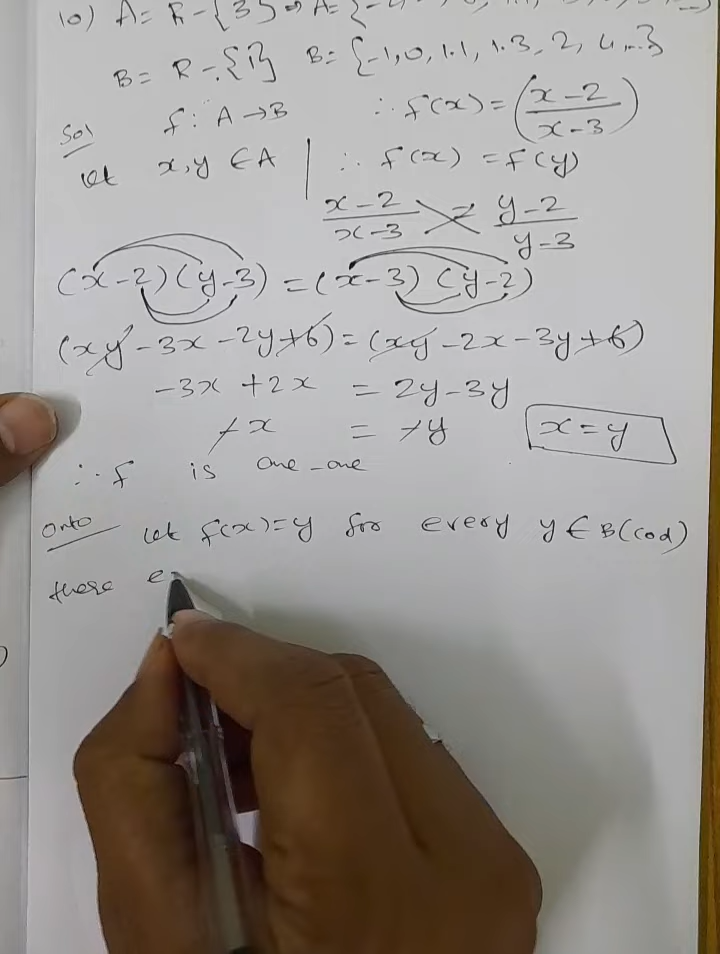 10) A = R - {3} A = {-
B = R - {1} B = {-1, 0, 1.1, 1.3, 2, 4, ...}
Sol f : A → B ∴ f(x) = (x-2/x-3)
let x, y ∈ A | ∴ f(x) = f(y)
x-2/x-3 = y-2/y-3
(x-2)(y-3) = (x-3)(y-2)
(xy - 3x - 2y + 6) = (xy - 2x - 3y + 6)
-3x + 2x = 2y - 3y
-x = -y x = y
∴ f is one-one
Onto let f(x) = y for every y ∈ B(cod)
there e